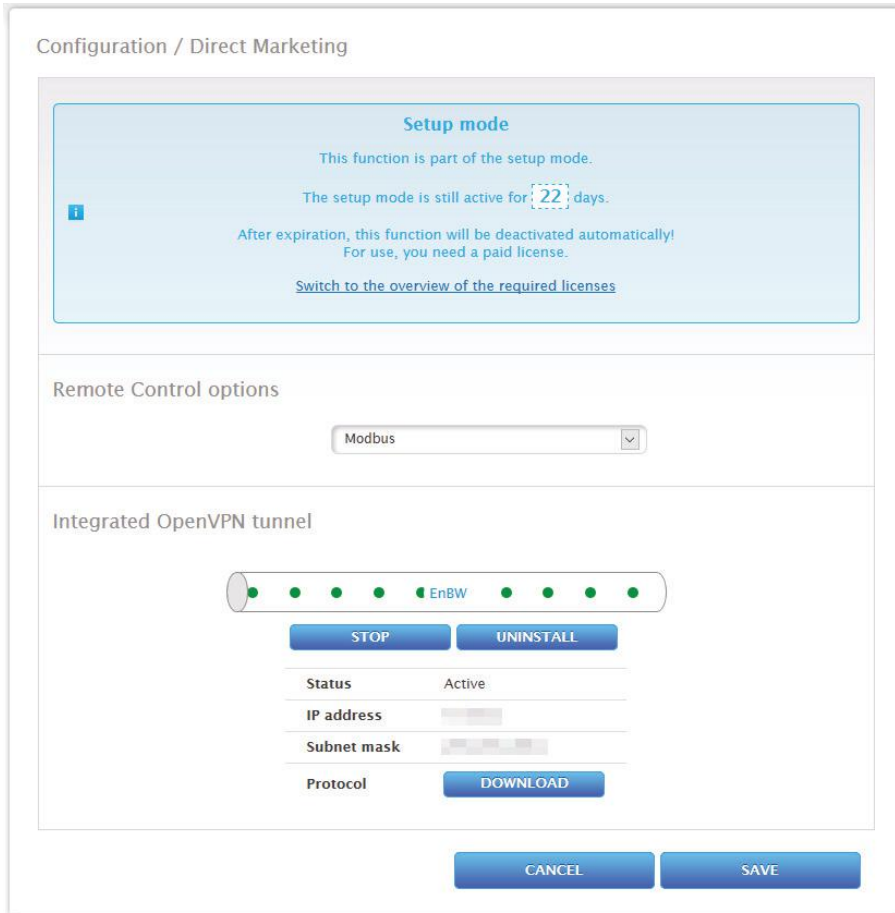 Configuration / Direct Marketing
Setup mode
This function is part of the setup mode.
The setup mode is still active for 22 days.
i
After expiration, this function will be deactivated automatically!
For use, you need a paid license.
Switch to the overview of the required licenses
Remote Control options
Modbus
Integrated OpenVPN tunnel
EnBW
STOP UNINSTALL
Status Active
IP address
Subnet mask
Protocol DOWNLOAD
CANCEL SAVE